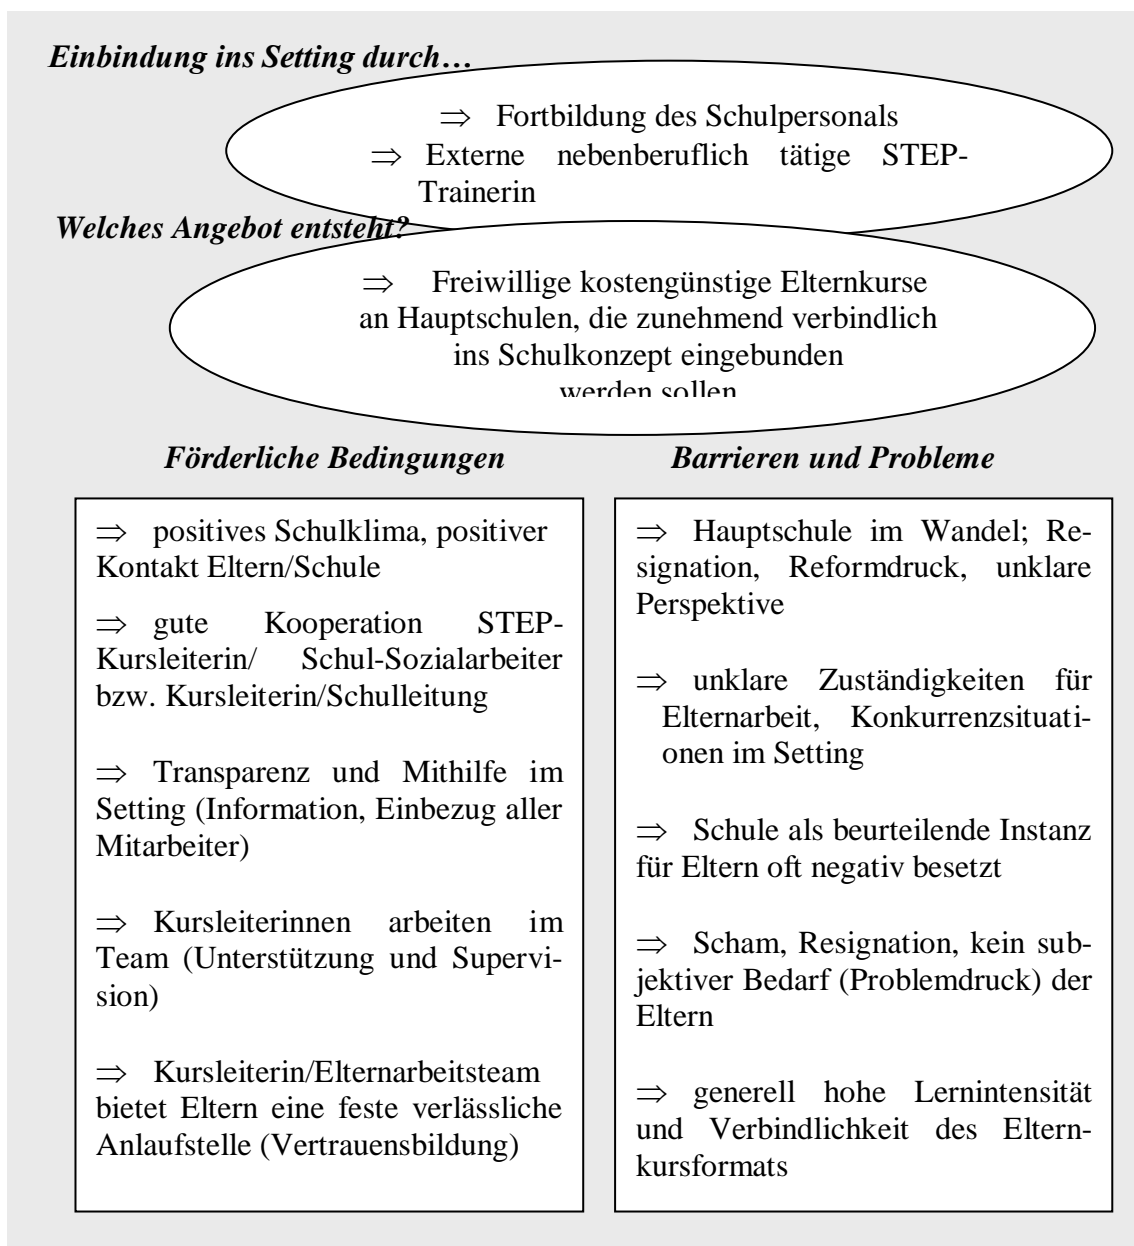 Einbindung ins Setting durch…
⇒ Fortbildung des Schulpersonals
⇒ Externe nebenberuflich tätige STEP-
Trainerin
Welches Angebot entsteht?
⇒ Freiwillige kostengünstige Elternkurse
an Hauptschulen, die zunehmend verbindlich
ins Schulkonzept eingebunden
werden sollen
Förderliche Bedingungen
⇒ positives Schulklima, positiver
Kontakt Eltern/Schule
⇒ gute Kooperation STEP-
Kursleiterin/ Schul-Sozialarbeiter
bzw. Kursleiterin/Schulleitung
⇒ Transparenz und Mithilfe im
Setting (Information, Einbezug aller
Mitarbeiter)
⇒ Kursleiterinnen arbeiten im
Team (Unterstützung und Supervi-
sion)
⇒ Kursleiterin/Elternarbeitsteam
bietet Eltern eine feste verlässliche
Anlaufstelle (Vertrauensbildung)
Barrieren und Probleme
⇒ Hauptschule im Wandel; Re-
signation, Reformdruck, unklare
Perspektive
⇒ unklare Zuständigkeiten für
Elternarbeit, Konkurrenzsituati-
onen im Setting
⇒ Schule als beurteilende Instanz
für Eltern oft negativ besetzt
⇒ Scham, Resignation, kein sub-
jektiver Bedarf (Problemdruck) der
Eltern
⇒ generell hohe Lernintensität
und Verbindlichkeit des Eltern-
kursformats